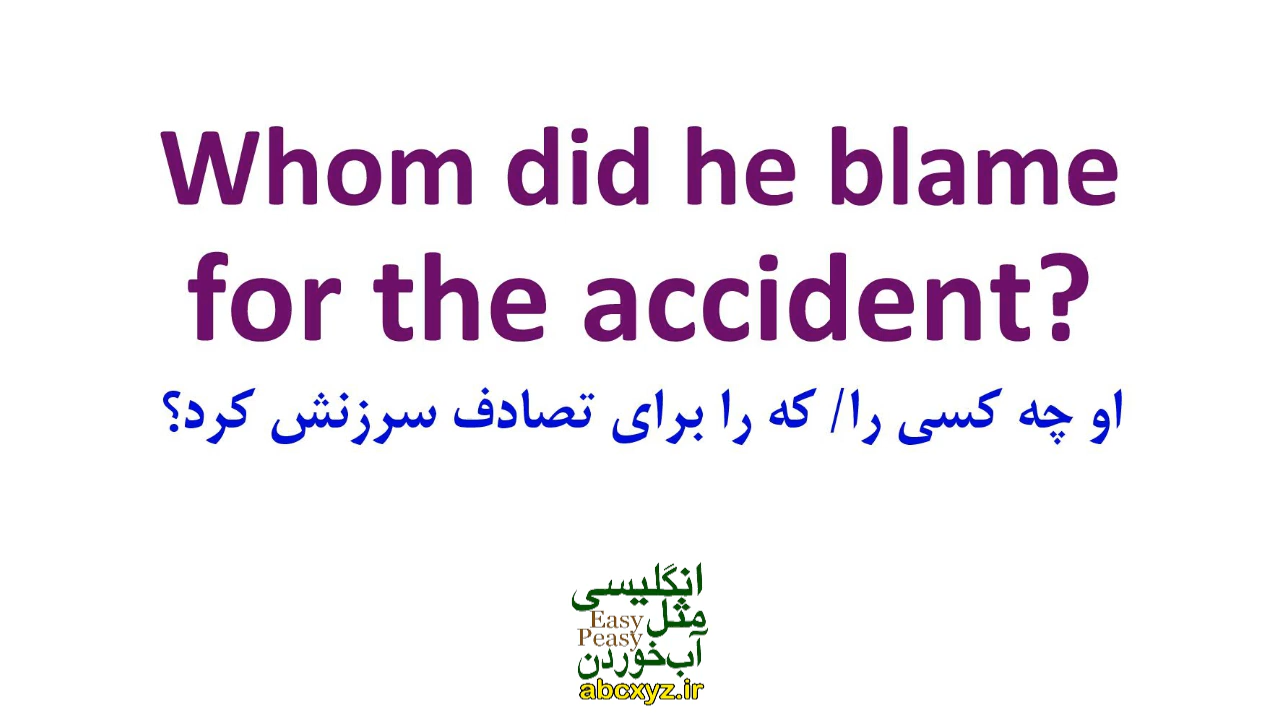 Whom did he blame
for the accident?
او چه کسی را/ که را برای تصادف سرزنش کرد؟
انگلیسی
مثل
Easy
Peasy
آب‌خوردن
abcxyz.ir